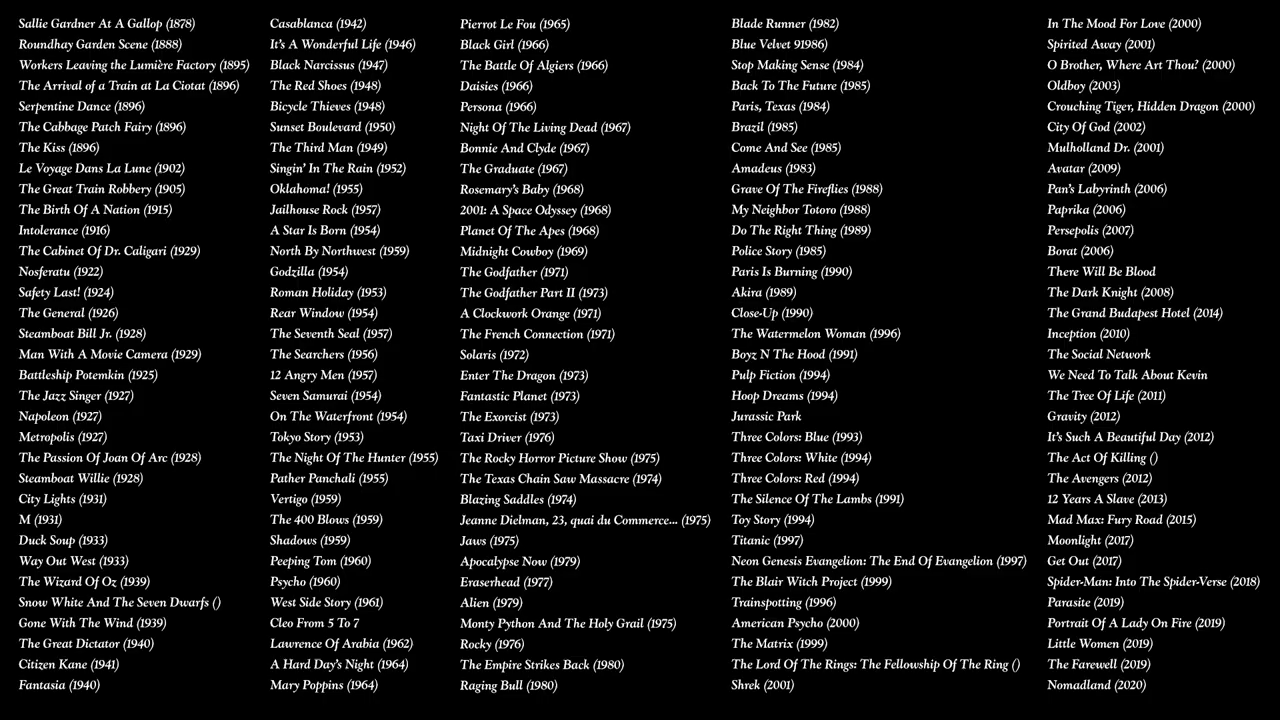 Sallie Gardner At A Gallop (1878)
Roundhay Garden Scene (1888)
Workers Leaving the Lumière Factory (1895)
The Arrival of a Train at La Ciotat (1896)
Serpentine Dance (1896)
The Cabbage Patch Fairy (1896)
The Kiss (1896)
Le Voyage Dans La Lune (1902)
The Great Train Robbery (1905)
The Birth Of A Nation (1915)
Intolerance (1916)
The Cabinet Of Dr. Caligari (1929)
Nosferatu (1922)
Safety Last! (1924)
The General (1926)
Steamboat Bill Jr. (1928)
Man With A Movie Camera (1929)
Battleship Potemkin (1925)
The Jazz Singer (1927)
Napoleon (1927)
Metropolis (1927)
The Passion Of Joan Of Arc (1928)
Steamboat Willie (1928)
City Lights (1931)
M (1931)
Duck Soup (1933)
Way Out West (1933)
The Wizard Of Oz (1939)
Snow White And The Seven Dwarfs ()
Gone With The Wind (1939)
The Great Dictator (1940)
Citizen Kane (1941)
Fantasia (1940)
Casablanca (1942)
It's A Wonderful Life (1946)
Black Narcissus (1947)
The Red Shoes (1948)
Bicycle Thieves (1948)
Sunset Boulevard (1950)
The Third Man (1949)
Singin' In The Rain (1952)
Oklahoma! (1955)
Jailhouse Rock (1957)
A Star Is Born (1954)
North By Northwest (1959)
Godzilla (1954)
Roman Holiday (1953)
Rear Window (1954)
The Seventh Seal (1957)
The Searchers (1956)
12 Angry Men (1957)
Seven Samurai (1954)
On The Waterfront (1954)
Tokyo Story (1953)
The Night Of The Hunter (1955)
Pather Panchali (1955)
Vertigo (1959)
The 400 Blows (1959)
Shadows (1959)
Peeping Tom (1960)
Psycho (1960)
West Side Story (1961)
Cleo From 5 To 7
Lawrence Of Arabia (1962)
A Hard Day's Night (1964)
Mary Poppins (1964)
Pierrot Le Fou (1965)
Black Girl (1966)
The Battle Of Algiers (1966)
Daisies (1966)
Persona (1966)
Night Of The Living Dead (1967)
Bonnie And Clyde (1967)
The Graduate (1967)
Rosemary's Baby (1968)
2001: A Space Odyssey (1968)
Planet Of The Apes (1968)
Midnight Cowboy (1969)
The Godfather (1971)
The Godfather Part II (1973)
A Clockwork Orange (1971)
The French Connection (1971)
Solaris (1972)
Enter The Dragon (1973)
Fantastic Planet (1973)
The Exorcist (1973)
Taxi Driver (1976)
The Rocky Horror Picture Show (1975)
The Texas Chain Saw Massacre (1974)
Blazing Saddles (1974)
Jeanne Dielman, 23, quai du Commerce... (1975)
Jaws (1975)
Apocalypse Now (1979)
Eraserhead (1977)
Alien (1979)
Monty Python And The Holy Grail (1975)
Rocky (1976)
The Empire Strikes Back (1980)
Raging Bull (1980)
Blade Runner (1982)
Blue Velvet 91986)
Stop Making Sense (1984)
Back To The Future (1985)
Paris, Texas (1984)
Brazil (1985)
Come And See (1985)
Amadeus (1983)
Grave Of The Fireflies (1988)
My Neighbor Totoro (1988)
Do The Right Thing (1989)
Police Story (1985)
Paris Is Burning (1990)
Akira (1989)
Close-Up (1990)
The Watermelon Woman (1996)
Boyz N The Hood (1991)
Pulp Fiction (1994)
Hoop Dreams (1994)
Jurassic Park
Three Colors: Blue (1993)
Three Colors: White (1994)
Three Colors: Red (1994)
The Silence Of The Lambs (1991)
Toy Story (1994)
Titanic (1997)
Neon Genesis Evangelion: The End Of Evangelion (1997)
The Blair Witch Project (1999)
Trainspotting (1996)
American Psycho (2000)
The Matrix (1999)
The Lord Of The Rings: The Fellowship Of The Ring ()
Shrek (2001)
In The Mood For Love (2000)
Spirited Away (2001)
O Brother, Where Art Thou? (2000)
Oldboy (2003)
Crouching Tiger, Hidden Dragon (2000)
City Of God (2002)
Mulholland Dr. (2001)
Avatar (2009)
Pan's Labyrinth (2006)
Paprika (2006)
Persepolis (2007)
Borat (2006)
There Will Be Blood
The Dark Knight (2008)
The Grand Budapest Hotel (2014)
Inception (2010)
The Social Network
We Need To Talk About Kevin
The Tree Of Life (2011)
Gravity (2012)
It's Such A Beautiful Day (2012)
The Act Of Killing ()
The Avengers (2012)
12 Years A Slave (2013)
Mad Max: Fury Road (2015)
Moonlight (2017)
Get Out (2017)
Spider-Man: Into The Spider-Verse (2018)
Parasite (2019)
Portrait Of A Lady On Fire (2019)
Little Women (2019)
The Farewell (2019)
Nomadland (2020)